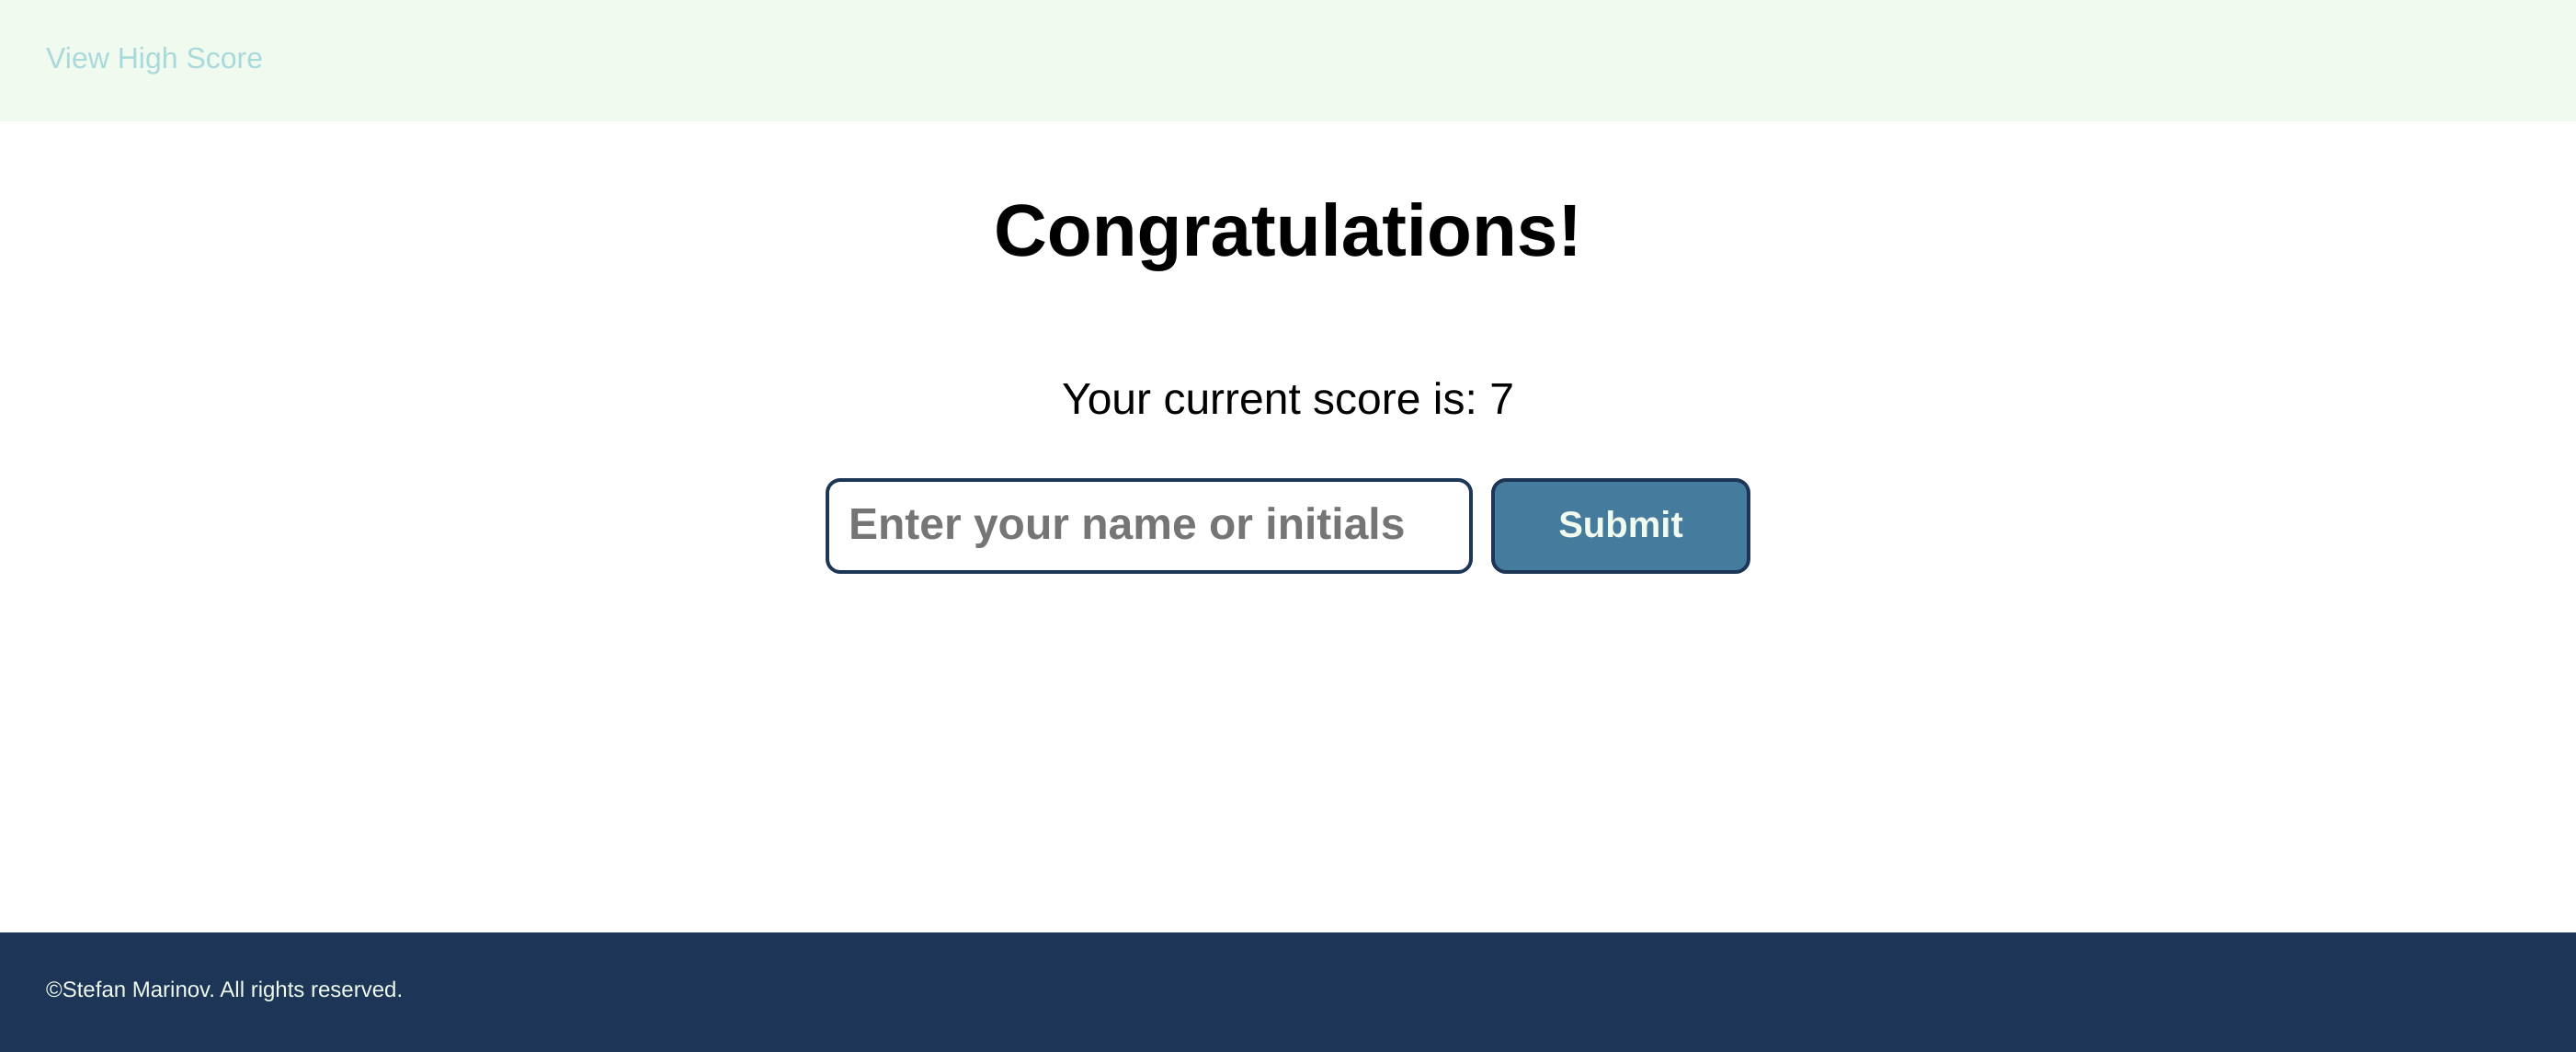 View High Score
Congratulations!
Your current score is: 7
Enter your name or initials
Submit
©Stefan Marinov. All rights reserved.